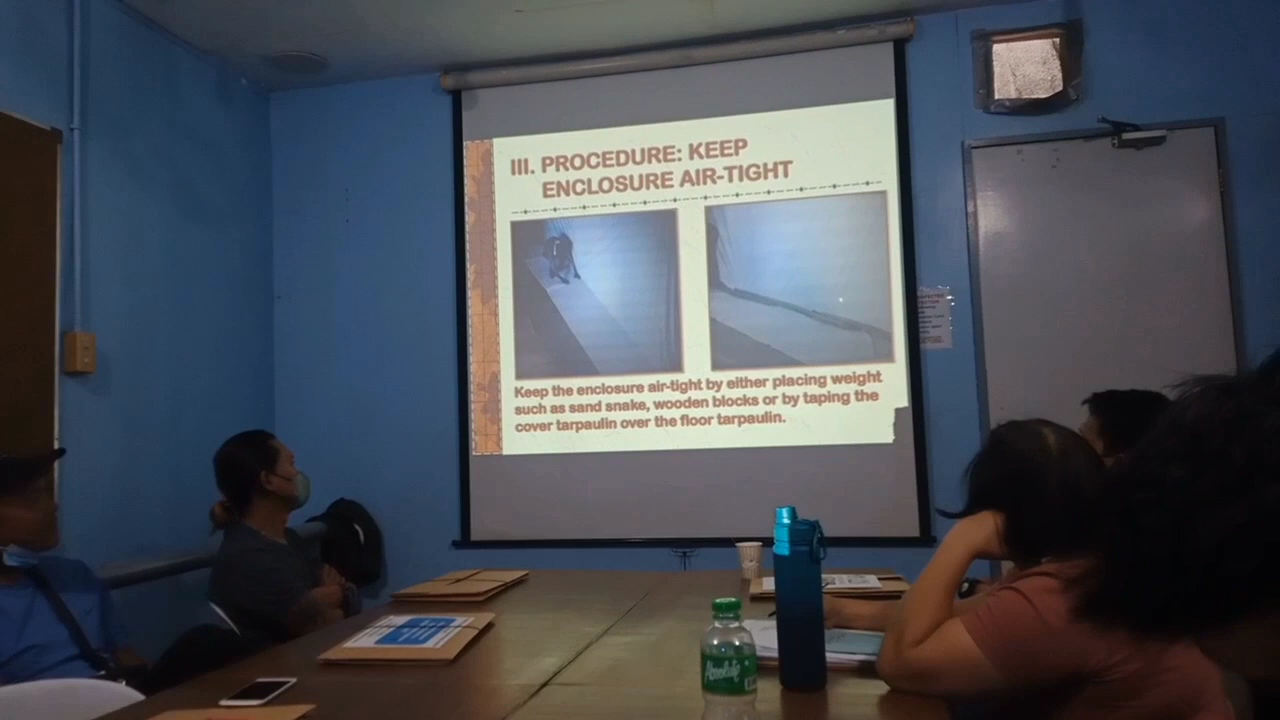 III. PROCEDURE: KEEP
ENCLOSURE AIR-TIGHT
Keep the enclosure air-tight by either placing weight
such as sand snake, wooden blocks or by taping the
cover tarpaulin over the floor tarpaulin.
Absolute